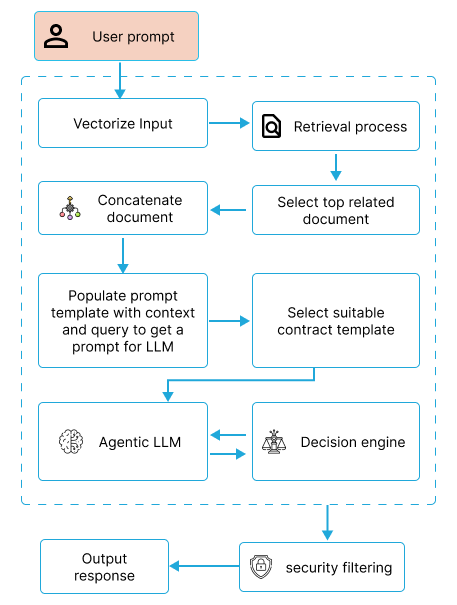 User prompt
Vectorize Input
Retrieval process
Select top related
document
Concatenate
document
Populate prompt
template with context
and query to get a
prompt for LLM
Select suitable
contract template
Agentic LLM
Decision engine
security filtering
Output
response